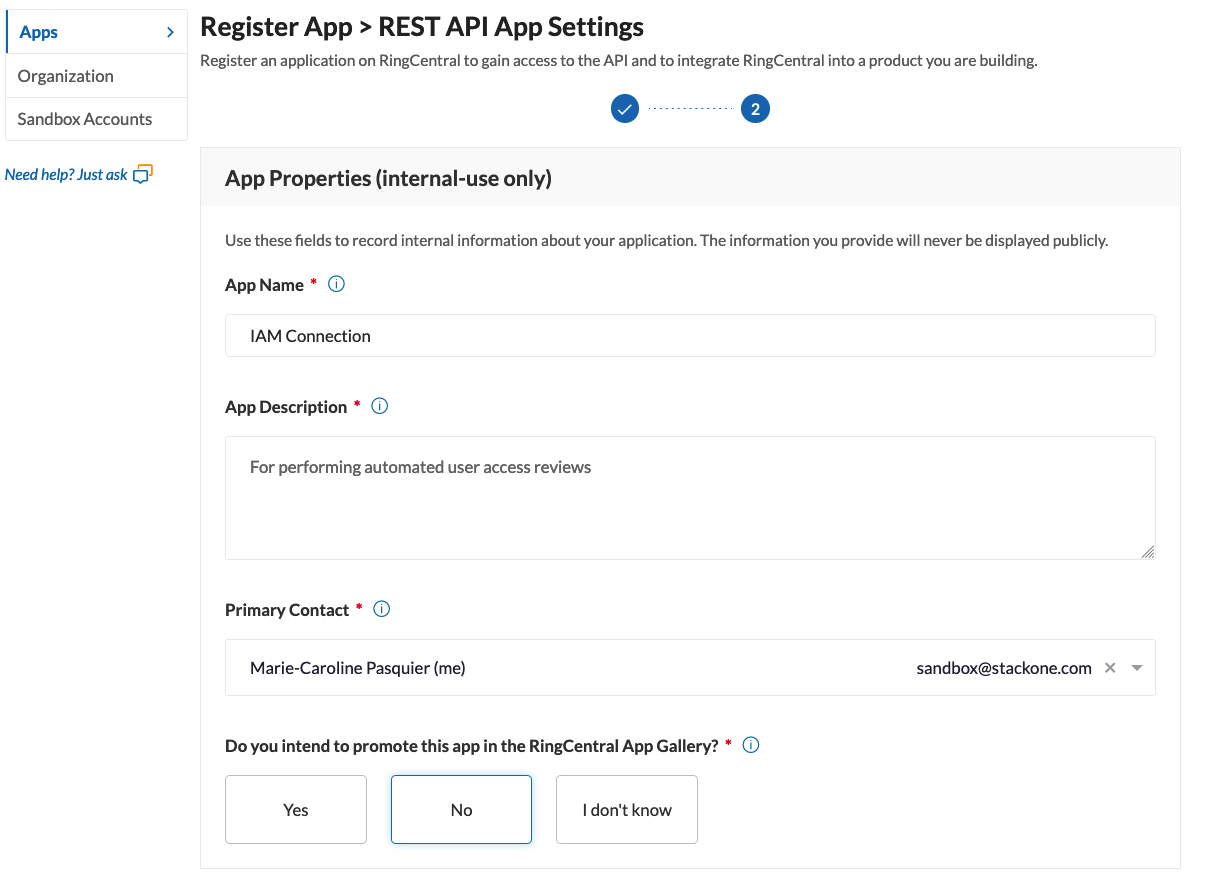 Apps
Organization
Sandbox Accounts
Need help? Just ask
Register App > REST API App Settings
Register an application on RingCentral to gain access to the API and to integrate RingCentral into a product you are building.
2
App Properties (internal-use only)
Use these fields to record internal information about your application. The information you provide will never be displayed publicly.
App Name *
IAM Connection
App Description *
For performing automated user access reviews
Primary Contact *
Marie-Caroline Pasquier (me) sandbox@stackone.com
Do you intend to promote this app in the RingCentral App Gallery? *
Yes No I don't know